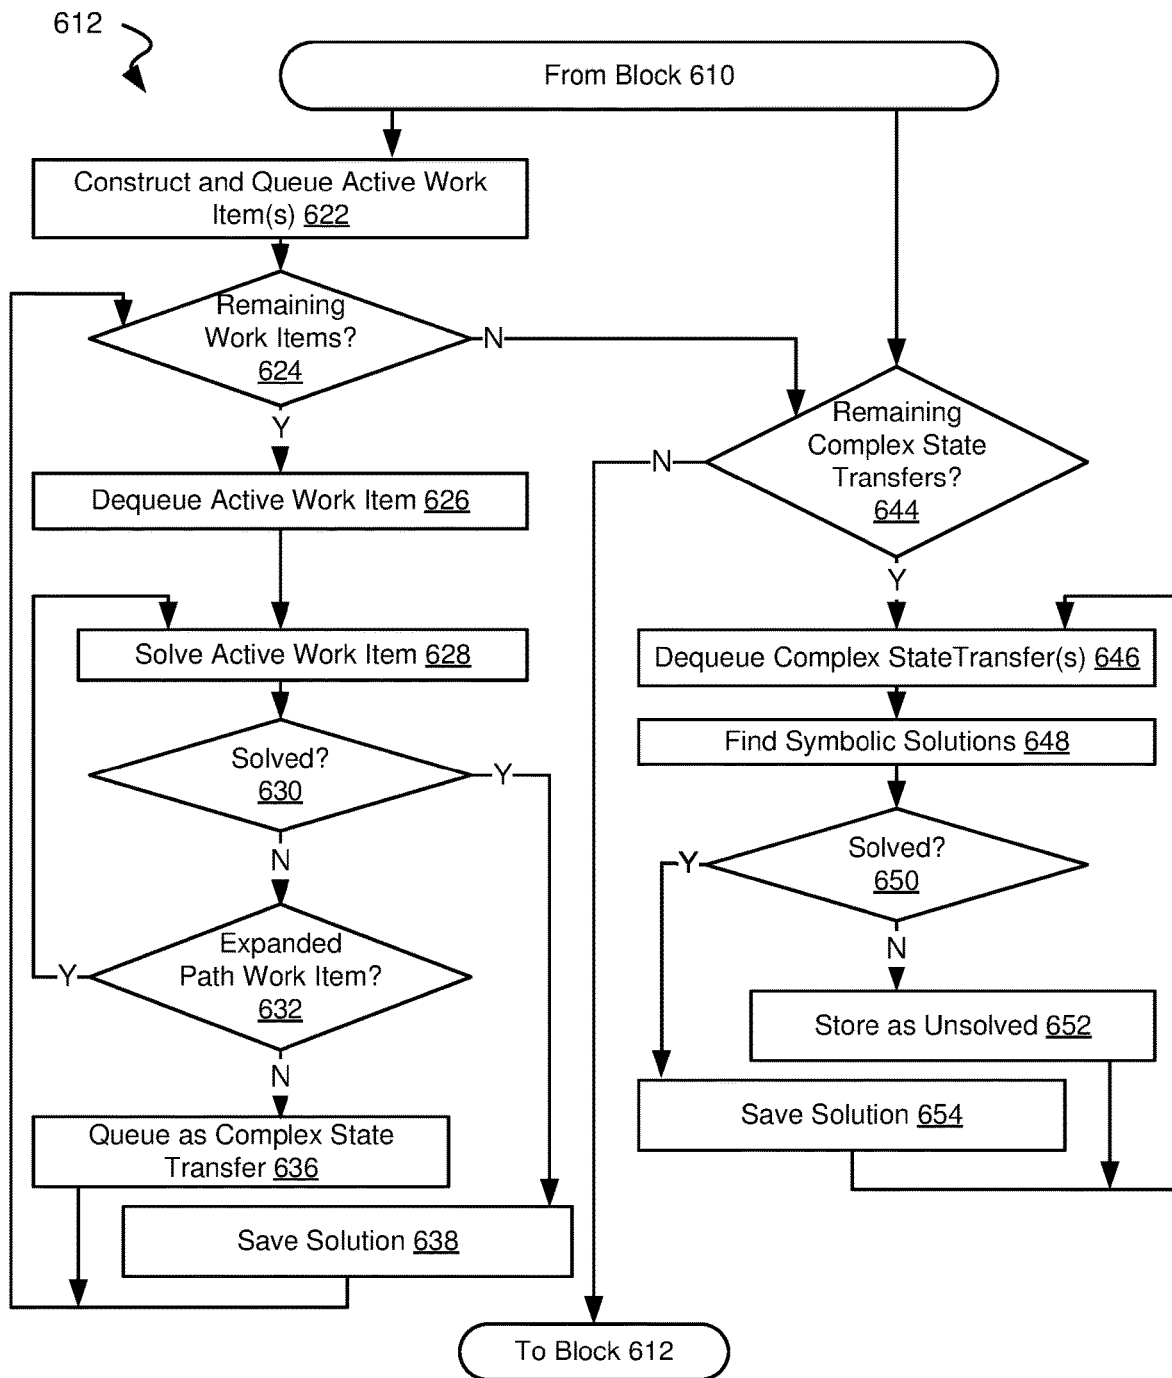 612
From Block 610
Construct and Queue Active Work
Item(s) 622
Remaining
Work Items?
624
N
Y
Dequeue Active Work Item 626
Solve Active Work Item 628
Solved?
630
Y
N
Expanded
Path Work Item?
632
Y
N
Queue as Complex State
Transfer 636
Save Solution 638
Remaining
Complex State
Transfers?
644
N
Y
Dequeue Complex StateTransfer(s) 646
Find Symbolic Solutions 648
Solved?
650
Y
N
Store as Unsolved 652
Save Solution 654
To Block 612